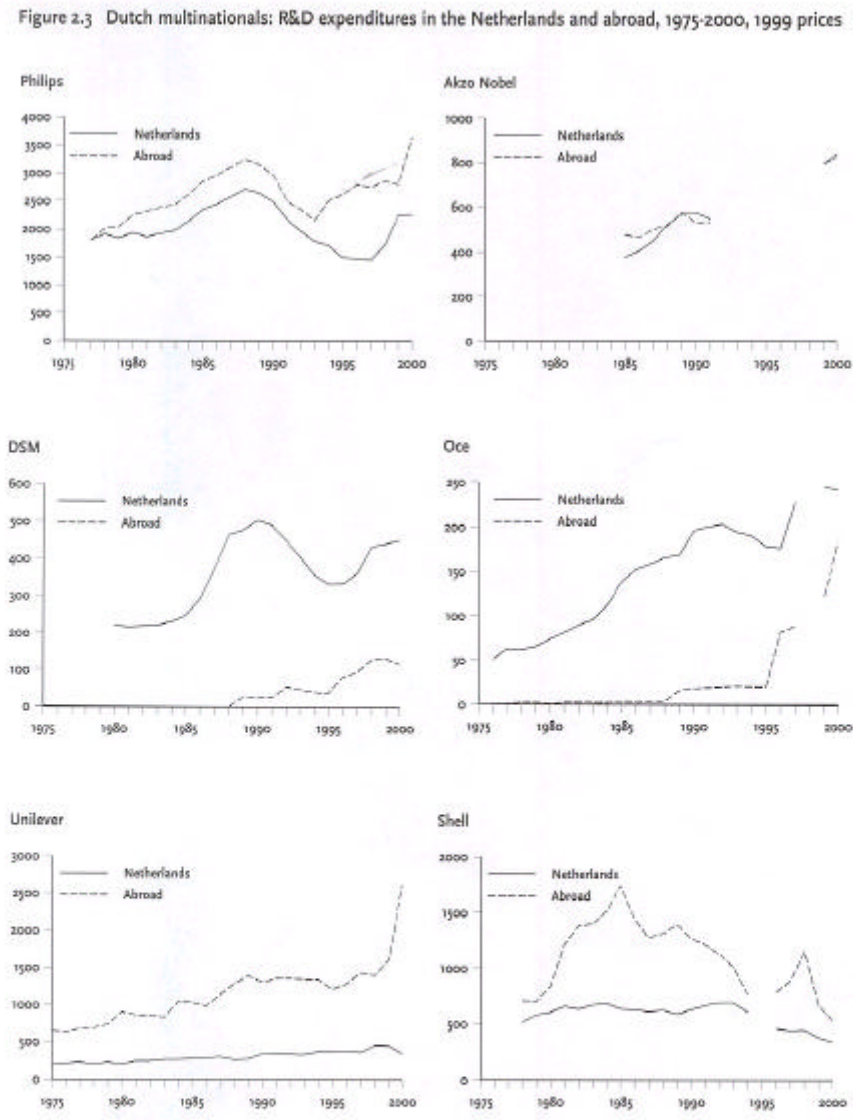 Figure 2.3 Dutch multinationals: R&D expenditures in the Netherlands and abroad, 1975-2000, 1999 prices
Philips
4000
3500
3000
2500
2000
1500
1000
500
0
Netherlands
Abroad
1975 1980 1985 1990 1995 2000
Akzo Nobel
1000
800
600
400
200
0
Netherlands
Abroad
1975 1980 1985 1990 1995 2000
DSM
600
500
400
300
200
100
0
Netherlands
Abroad
1975 1980 1985 1990 1995 2000
Oce
250
200
150
100
50
0
Netherlands
Abroad
1975 1980 1985 1990 1995 2000
Unilever
3000
2500
2000
1500
1000
500
0
Netherlands
Abroad
1975 1980 1985 1990 1995 2000
Shell
2000
1500
1000
500
0
Netherlands
Abroad
1975 1980 1985 1990 1995 2000